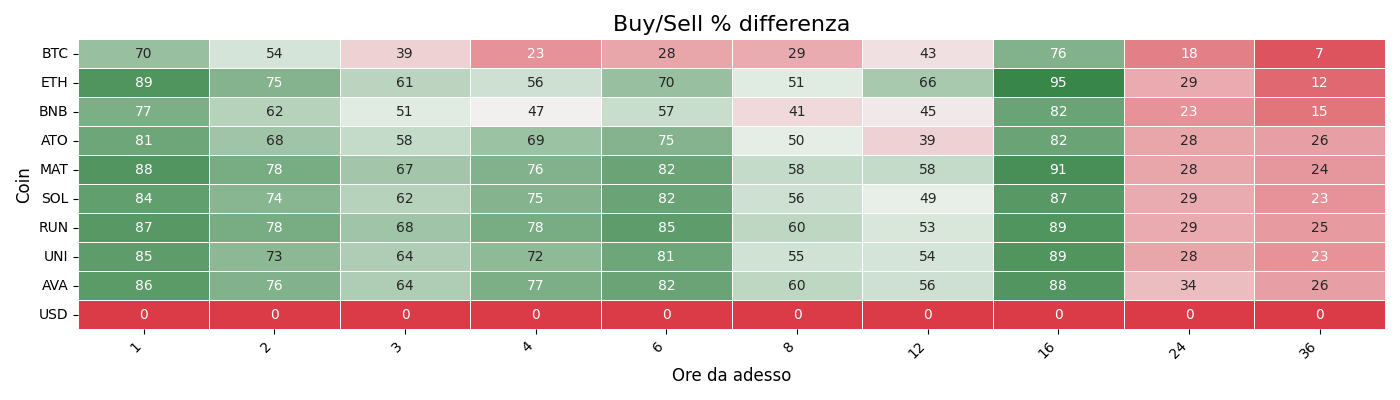 Buy/Sell % differenza
Coin
BTC 70 54 39 23 28 29 43 76 18 7
ETH 89 75 61 56 70 51 66 95 29 12
BNB 77 62 51 47 57 41 45 82 23 15
ATO 81 68 58 69 75 50 39 82 28 26
MAT 88 78 67 76 82 58 58 91 28 24
SOL 84 74 62 75 82 56 49 87 29 23
RUN 87 78 68 78 85 60 53 89 29 25
UNI 85 73 64 72 81 55 54 89 28 23
AVA 86 76 64 77 82 60 56 88 34 26
USD 0 0 0 0 0 0 0 0 0 0
1 2 3 4 6 8 12 16 24 36
Ore da adesso